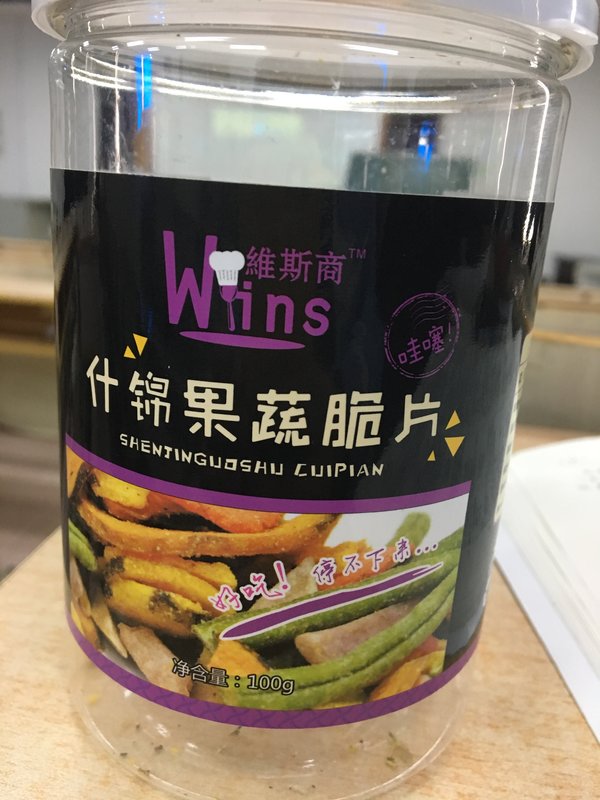 維斯商™
Wins
哇噻!
什锦果蔬脆片
SHENJINGUOSHU CUIPIAN
好吃! 停不下来...
净含量:100g